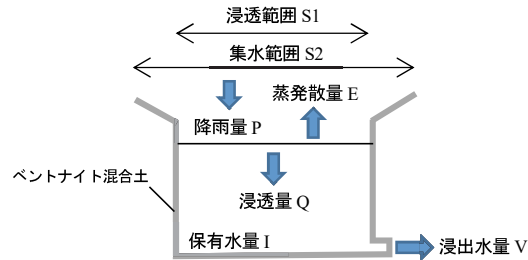 浸透範囲 S1
集水範囲 S2
蒸発散量 E
降雨量 P
ベントナイト混合土
浸透量 Q
保有水量 I
浸出水量 V